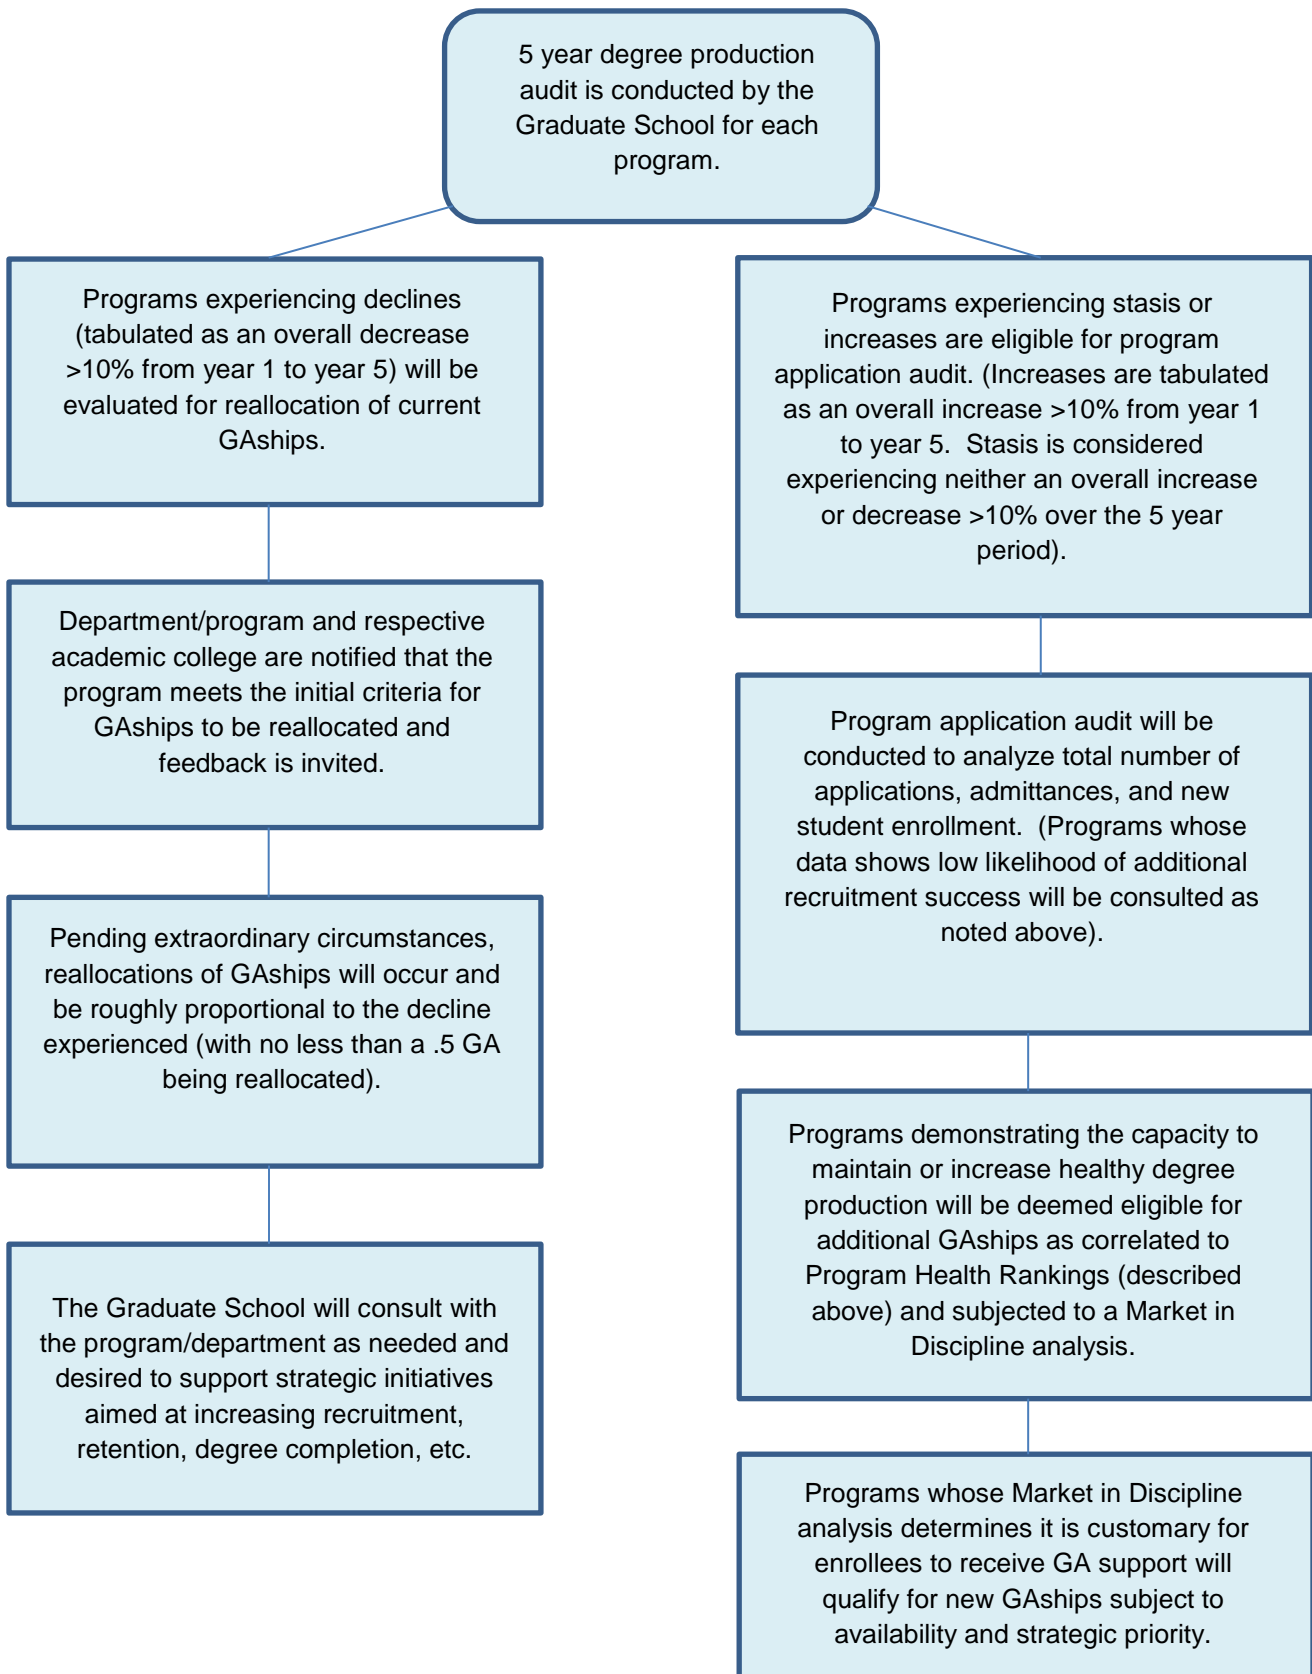 5 year degree production
audit is conducted by the
Graduate School for each
program.
Programs experiencing declines
(tabulated as an overall decrease
>10% from year 1 to year 5) will be
evaluated for reallocation of current
GAships.
Department/program and respective
academic college are notified that the
program meets the initial criteria for
GAships to be reallocated and
feedback is invited.
Pending extraordinary circumstances,
reallocations of GAships will occur and
be roughly proportional to the decline
experienced (with no less than a .5 GA
being reallocated).
The Graduate School will consult with
the program/department as needed and
desired to support strategic initiatives
aimed at increasing recruitment,
retention, degree completion, etc.
Programs experiencing stasis or
increases are eligible for program
application audit. (Increases are tabulated
as an overall increase >10% from year 1
to year 5.  Stasis is considered
experiencing neither an overall increase
or decrease >10% over the 5 year
period).
Program application audit will be
conducted to analyze total number of
applications, admittances, and new
student enrollment.  (Programs whose
data shows low likelihood of additional
recruitment success will be consulted as
noted above).
Programs demonstrating the capacity to
maintain or increase healthy degree
production will be deemed eligible for
additional GAships as correlated to
Program Health Rankings (described
above) and subjected to a Market in
Discipline analysis.
Programs whose Market in Discipline
analysis determines it is customary for
enrollees to receive GA support will
qualify for new GAships subject to
availability and strategic priority.